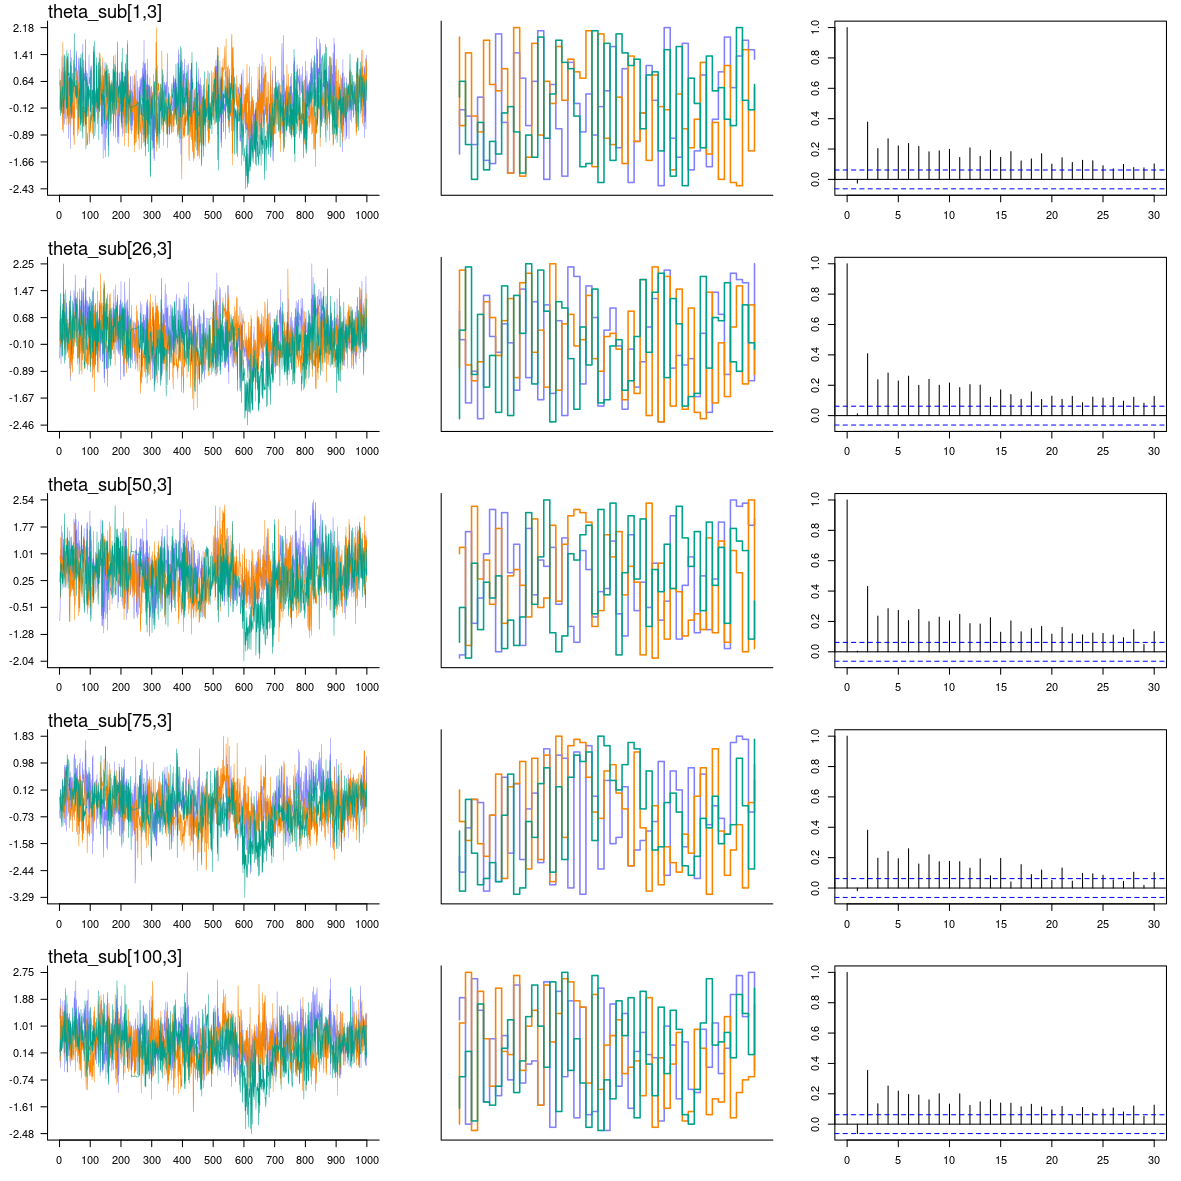 theta_sub[1,3]
2.18
1.41
0.64
-0.12
-0.89
-1.66
-2.43
0 100 200 300 400 500 600 700 800 900 1000
0.0 0.2 0.4 0.6 0.8 1.0
0 5 10 15 20 25 30
theta_sub[26,3]
2.25
1.47
0.68
-0.10
-0.89
-1.67
-2.46
0 100 200 300 400 500 600 700 800 900 1000
0.0 0.2 0.4 0.6 0.8 1.0
0 5 10 15 20 25 30
theta_sub[50,3]
2.54
1.77
1.01
0.25
-0.51
-1.28
-2.04
0 100 200 300 400 500 600 700 800 900 1000
0.0 0.2 0.4 0.6 0.8 1.0
0 5 10 15 20 25 30
theta_sub[75,3]
1.83
0.98
0.12
-0.73
-1.58
-2.44
-3.29
0 100 200 300 400 500 600 700 800 900 1000
0.0 0.2 0.4 0.6 0.8 1.0
0 5 10 15 20 25 30
theta_sub[100,3]
2.75
1.88
1.01
0.14
-0.74
-1.61
-2.48
0 100 200 300 400 500 600 700 800 900 1000
0.0 0.2 0.4 0.6 0.8 1.0
0 5 10 15 20 25 30